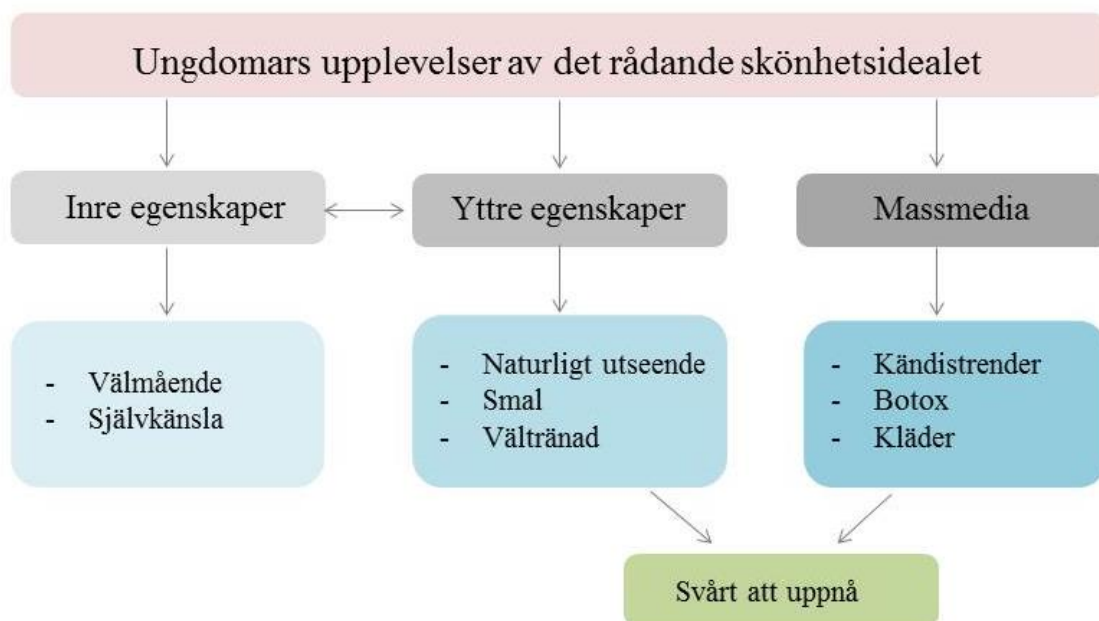 Ungdomars upplevelser av det rådande skönhetsidealet
Inre egenskaper
Yttre egenskaper
Massmedia
- Välmående
- Självkänsla
- Naturligt utseende
- Smal
- Vältränad
- Kändistrender
- Botox
- Kläder
Svårt att uppnå